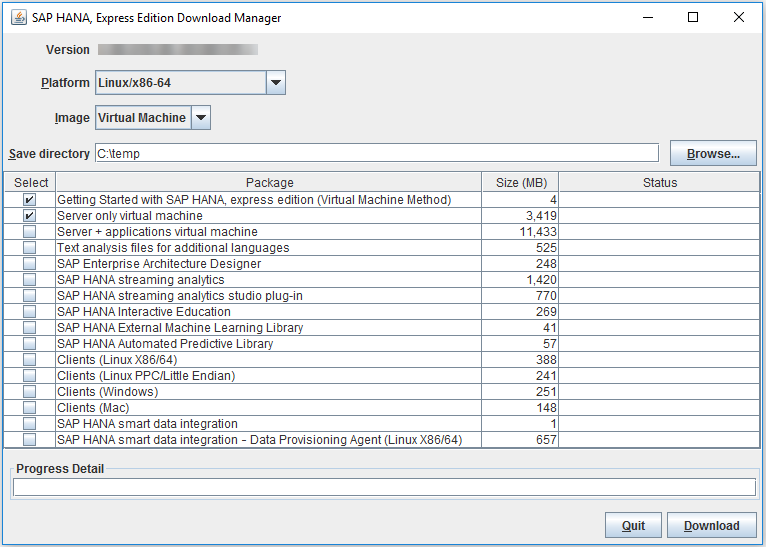 SAP HANA, Express Edition Download Manager
Version
Platform Linux/x86-64
Image Virtual Machine
Save directory C:\temp Browse...
Select Package Size (MB) Status
Getting Started with SAP HANA, express edition (Virtual Machine Method) 4
Server only virtual machine 3,419
Server + applications virtual machine 11,433
Text analysis files for additional languages 525
SAP Enterprise Architecture Designer 248
SAP HANA streaming analytics 1,420
SAP HANA streaming analytics studio plug-in 770
SAP HANA Interactive Education 269
SAP HANA External Machine Learning Library 41
SAP HANA Automated Predictive Library 57
Clients (Linux X86/64) 388
Clients (Linux PPC/Little Endian) 241
Clients (Windows) 251
Clients (Mac) 148
SAP HANA smart data integration 1
SAP HANA smart data integration - Data Provisioning Agent (Linux X86/64) 657
Progress Detail
Quit Download